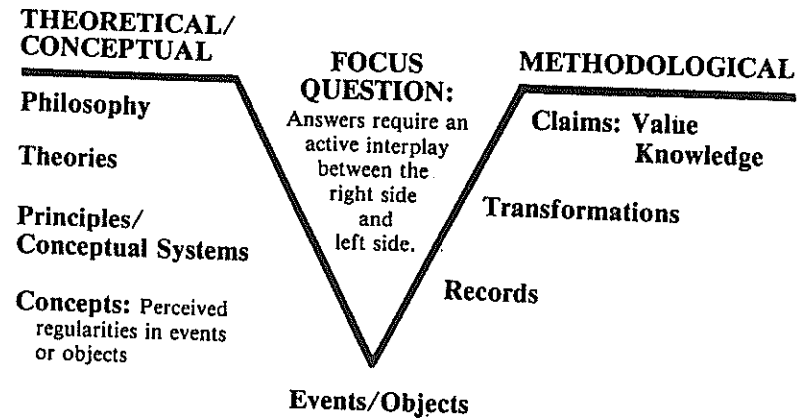 THEORETICAL/
CONCEPTUAL
Philosophy
Theories
Principles/
Conceptual Systems
Concepts: Perceived
regularities in events
or objects
FOCUS
QUESTION:
Answers require an
active interplay
between the
right side
and
left side.
METHODOLOGICAL
Claims: Value
Knowledge
Transformations
Records
Events/Objects